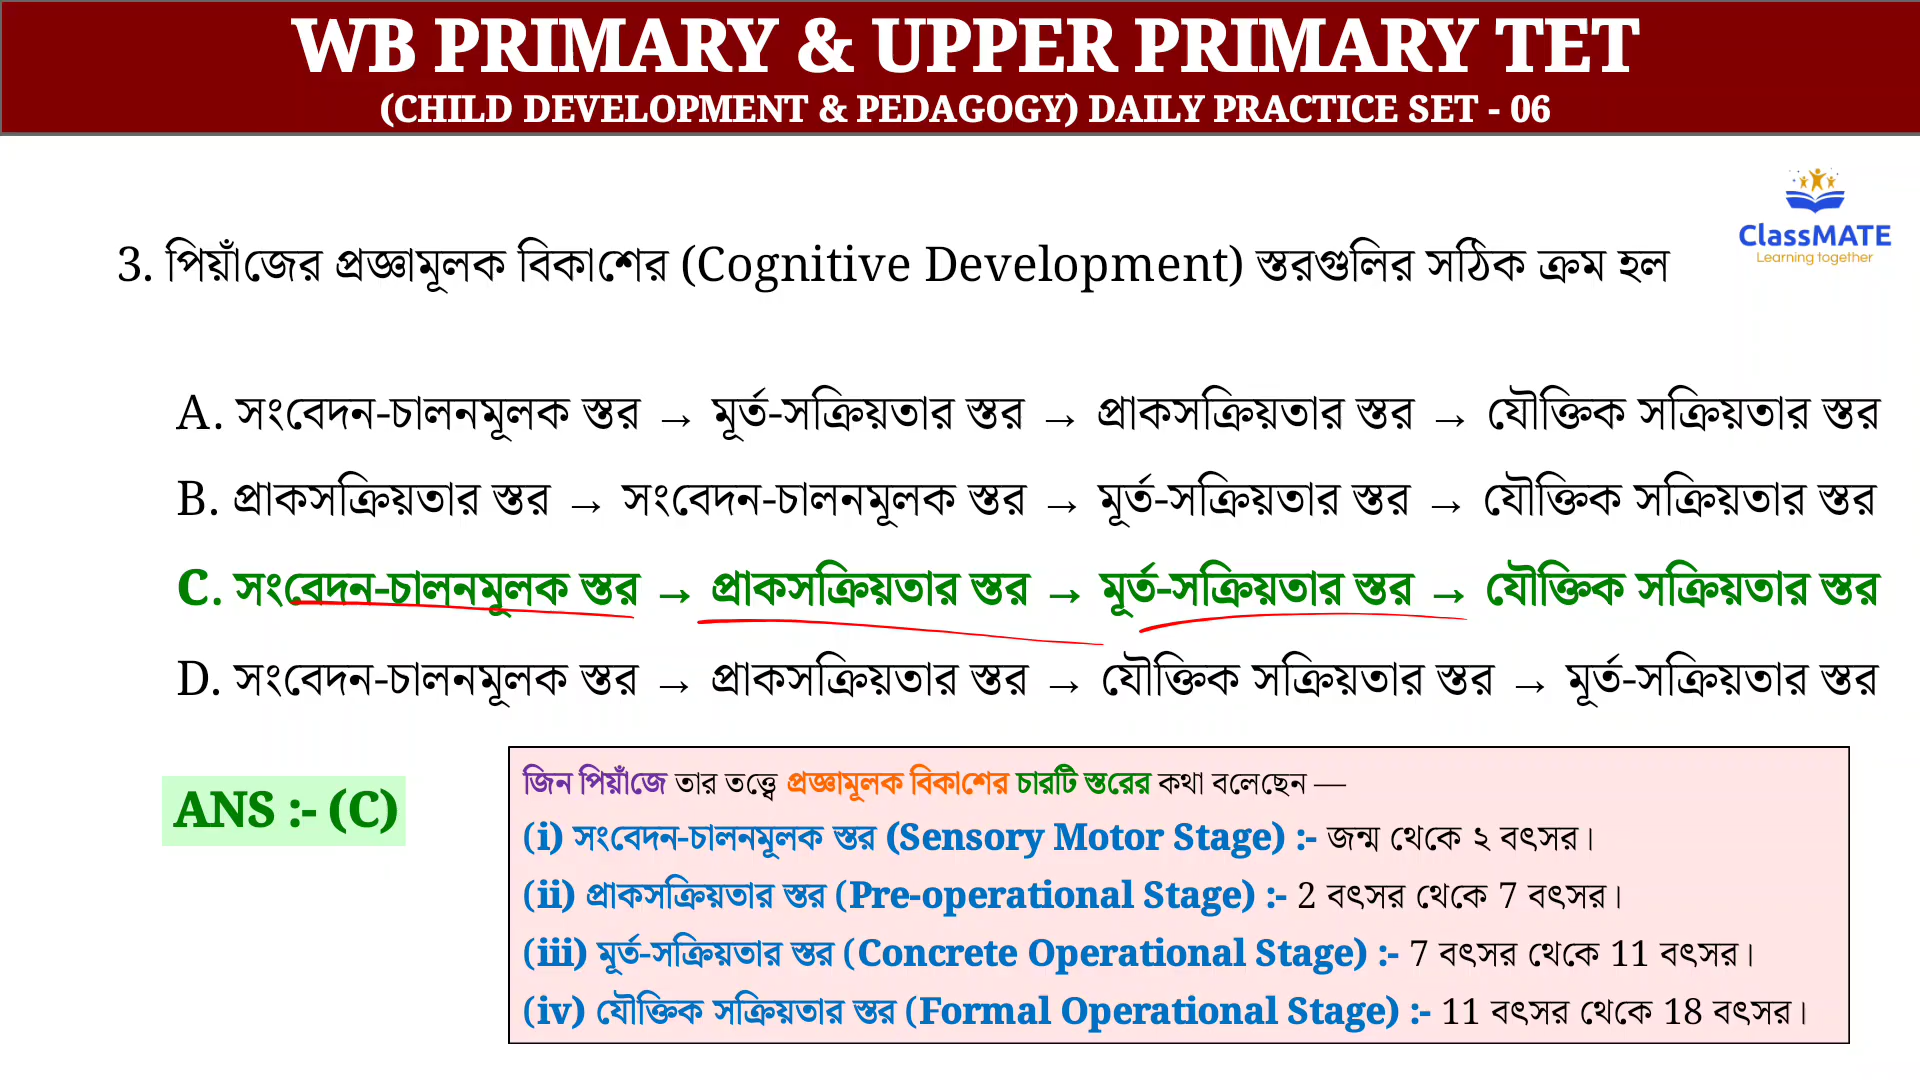 WB PRIMARY & UPPER PRIMARY TET
(CHILD DEVELOPMENT & PEDAGOGY) DAILY PRACTICE SET - 06
ClassMATE
Learning together
3. পিয়াঁজের প্রজ্ঞামূলক বিকাশের (Cognitive Development) স্তরগুলির সঠিক ক্রম হল
A. সংবেদন-চালনমূলক স্তর → মূর্ত-সক্রিয়তার স্তর → প্রাকসক্রিয়তার স্তর → যৌক্তিক সক্রিয়তার স্তর
B. প্রাকসক্রিয়তার স্তর → সংবেদন-চালনমূলক স্তর → মূর্ত-সক্রিয়তার স্তর → যৌক্তিক সক্রিয়তার স্তর
C. সংবেদন-চালনমূলক স্তর → প্রাকসক্রিয়তার স্তর → মূর্ত-সক্রিয়তার স্তর → যৌক্তিক সক্রিয়তার স্তর
D. সংবেদন-চালনমূলক স্তর → প্রাকসক্রিয়তার স্তর → যৌক্তিক সক্রিয়তার স্তর → মূর্ত-সক্রিয়তার স্তর
ANS :- (C)
জিন পিয়াঁজে তার তত্ত্বে প্রজ্ঞামূলক বিকাশের চারটি স্তরের কথা বলেছেন —
(i) সংবেদন-চালনমূলক স্তর (Sensory Motor Stage) :- জন্ম থেকে ২ বৎসর।
(ii) প্রাকসক্রিয়তার স্তর (Pre-operational Stage) :- 2 বৎসর থেকে 7 বৎসর।
(iii) মূর্ত-সক্রিয়তার স্তর (Concrete Operational Stage) :- 7 বৎসর থেকে 11 বৎসর।
(iv) যৌক্তিক সক্রিয়তার স্তর (Formal Operational Stage) :- 11 বৎসর থেকে 18 বৎসর।